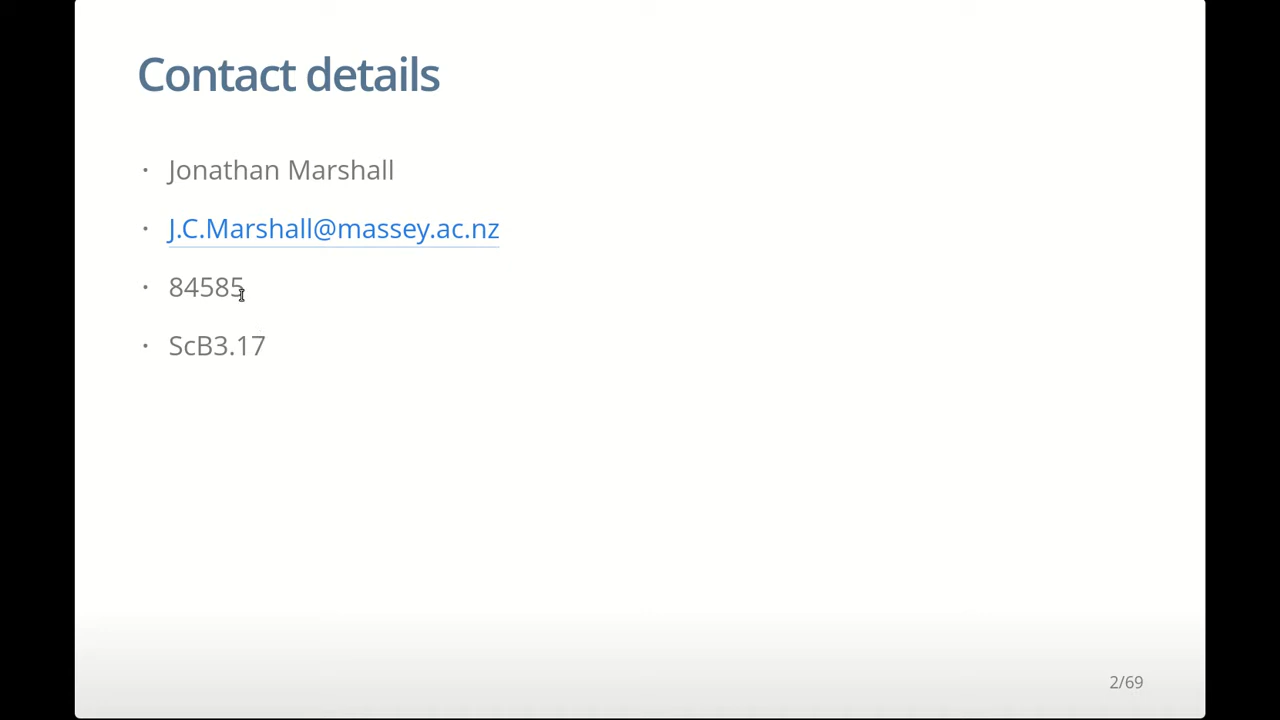 Contact details
· Jonathan Marshall
· J.C.Marshall@massey.ac.nz
· 84585
· ScB3.17
2/69